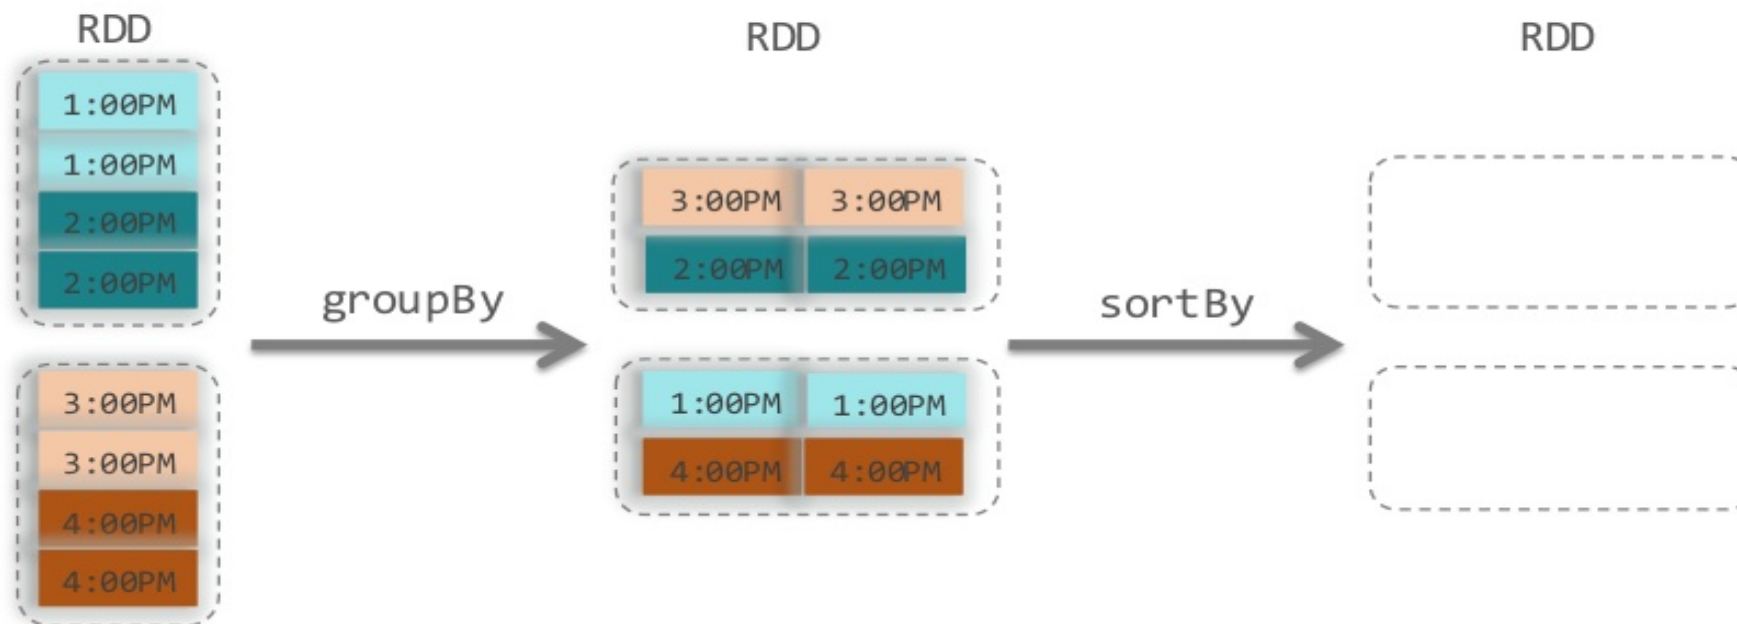 RDD
1:00PM
1:00PM
2:00PM
2:00PM
3:00PM
3:00PM
4:00PM
4:00PM
groupBy
RDD
3:00PM 3:00PM
2:00PM 2:00PM
1:00PM 1:00PM
4:00PM 4:00PM
sortBy
RDD